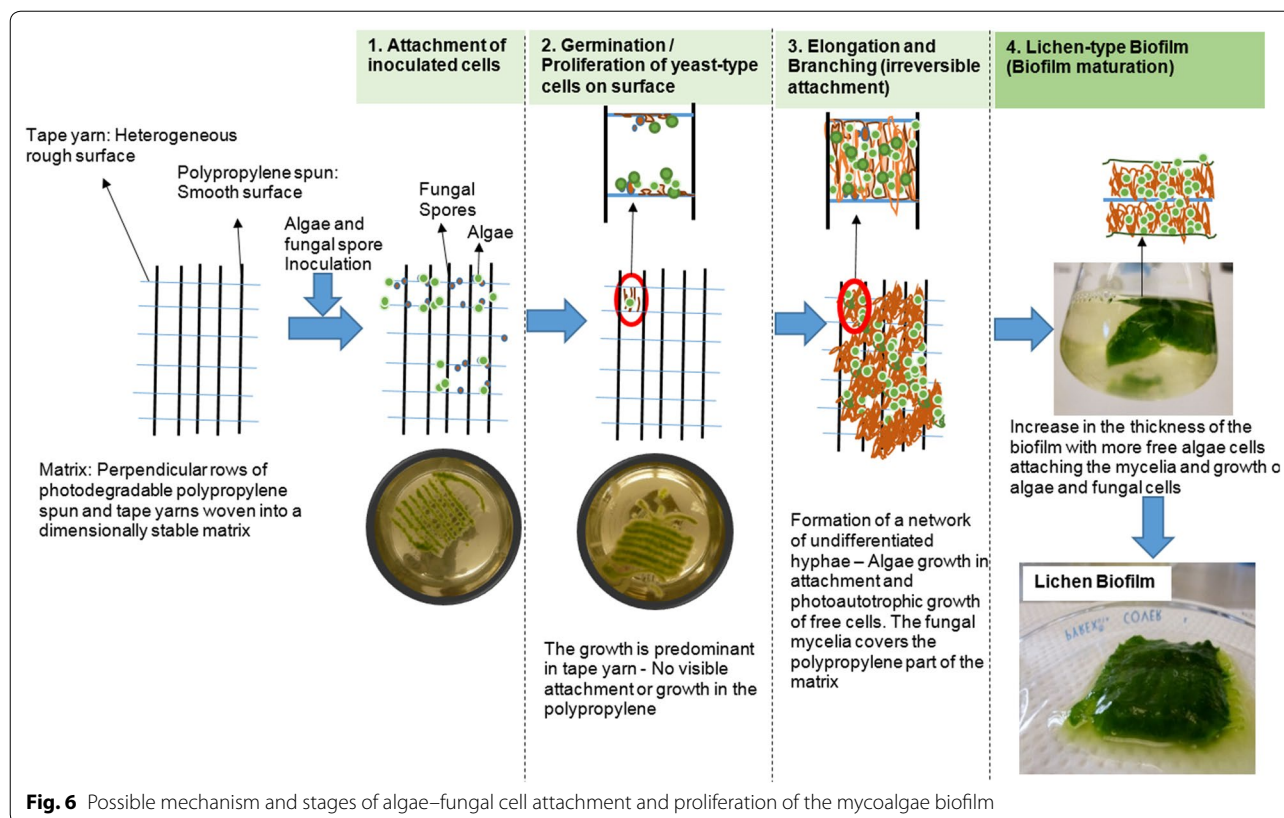 1. Attachment of
inoculated cells
2. Germination /
Proliferation of yeast-type
cells on surface
3. Elongation and
Branching (irreversible
attachment)
4. Lichen-type Biofilm
(Biofilm maturation)
Tape yarn: Heterogeneous
rough surface
Polypropylene spun:
Smooth surface
Algae and
fungal spore
Inoculation
Fungal
Spores
Algae
Matrix: Perpendicular rows of
photodegradable polypropylene
spun and tape yarns woven into a
dimensionally stable matrix
The growth is predominant
in tape yarn - No visible
attachment or growth in the
polypropylene
Formation of a network
of undifferentiated
hyphae – Algae growth in
attachment and
photoautotrophic growth
of free cells. The fungal
mycelia covers the
polypropylene part of the
matrix
Increase in the thickness of the
biofilm with more free algae cells
attaching the mycelia and growth o
algae and fungal cells
Lichen Biofilm
Fig. 6 Possible mechanism and stages of algae–fungal cell attachment and proliferation of the mycoalgae biofilm